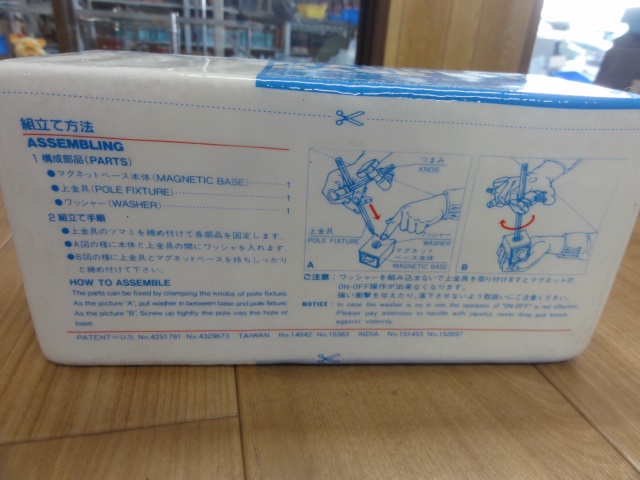 組立て方法
ASSEMBLING
1 構成部品(PARTS)
●マグネットベース本体(MAGNETIC BASE)………1
●上金具(POLE FIXTURE)………1
●ワッシャー(WASHER)………1
2 組立て手順
●上金具のツマミを締め付けて各部品を固定します.
●A図の様に本体と上金具の間にワッシャを入れます.
●B図の様に上金具とマグネットベースを持ちしっかり
と締め付けて下さい.
HOW TO ASSEMBLE
The parts can be fixed by clamping the knobs of pole fixture.
As the picture "A", put washer in between base and pole fixture.
As the picture "B", Screw up tightly the pole into the hole of
base.
つまみ
KNOB
上金具
POLE FIXTURE
ワッシャー
WASHER
マグネット
ベース本体
MAGNETIC BASE
A
B
ご注意：ワッシャーを組み込まないで上金具を取り付けますとマグネットの
ON-OFF操作が出来なくなります.
強い衝撃を与えたり,落下させないよう取扱いにご注意ください.
NOTICE：In case the washer is no in use, the operation of "ON-OFF" is not efficient.
Please pay attention to handle with careful, never drop and knock
against violently.
PATENT=U.S. No.4251791 No.4329673 TAIWAN No.14042 No.15363 INDIA No.151453 No.152697